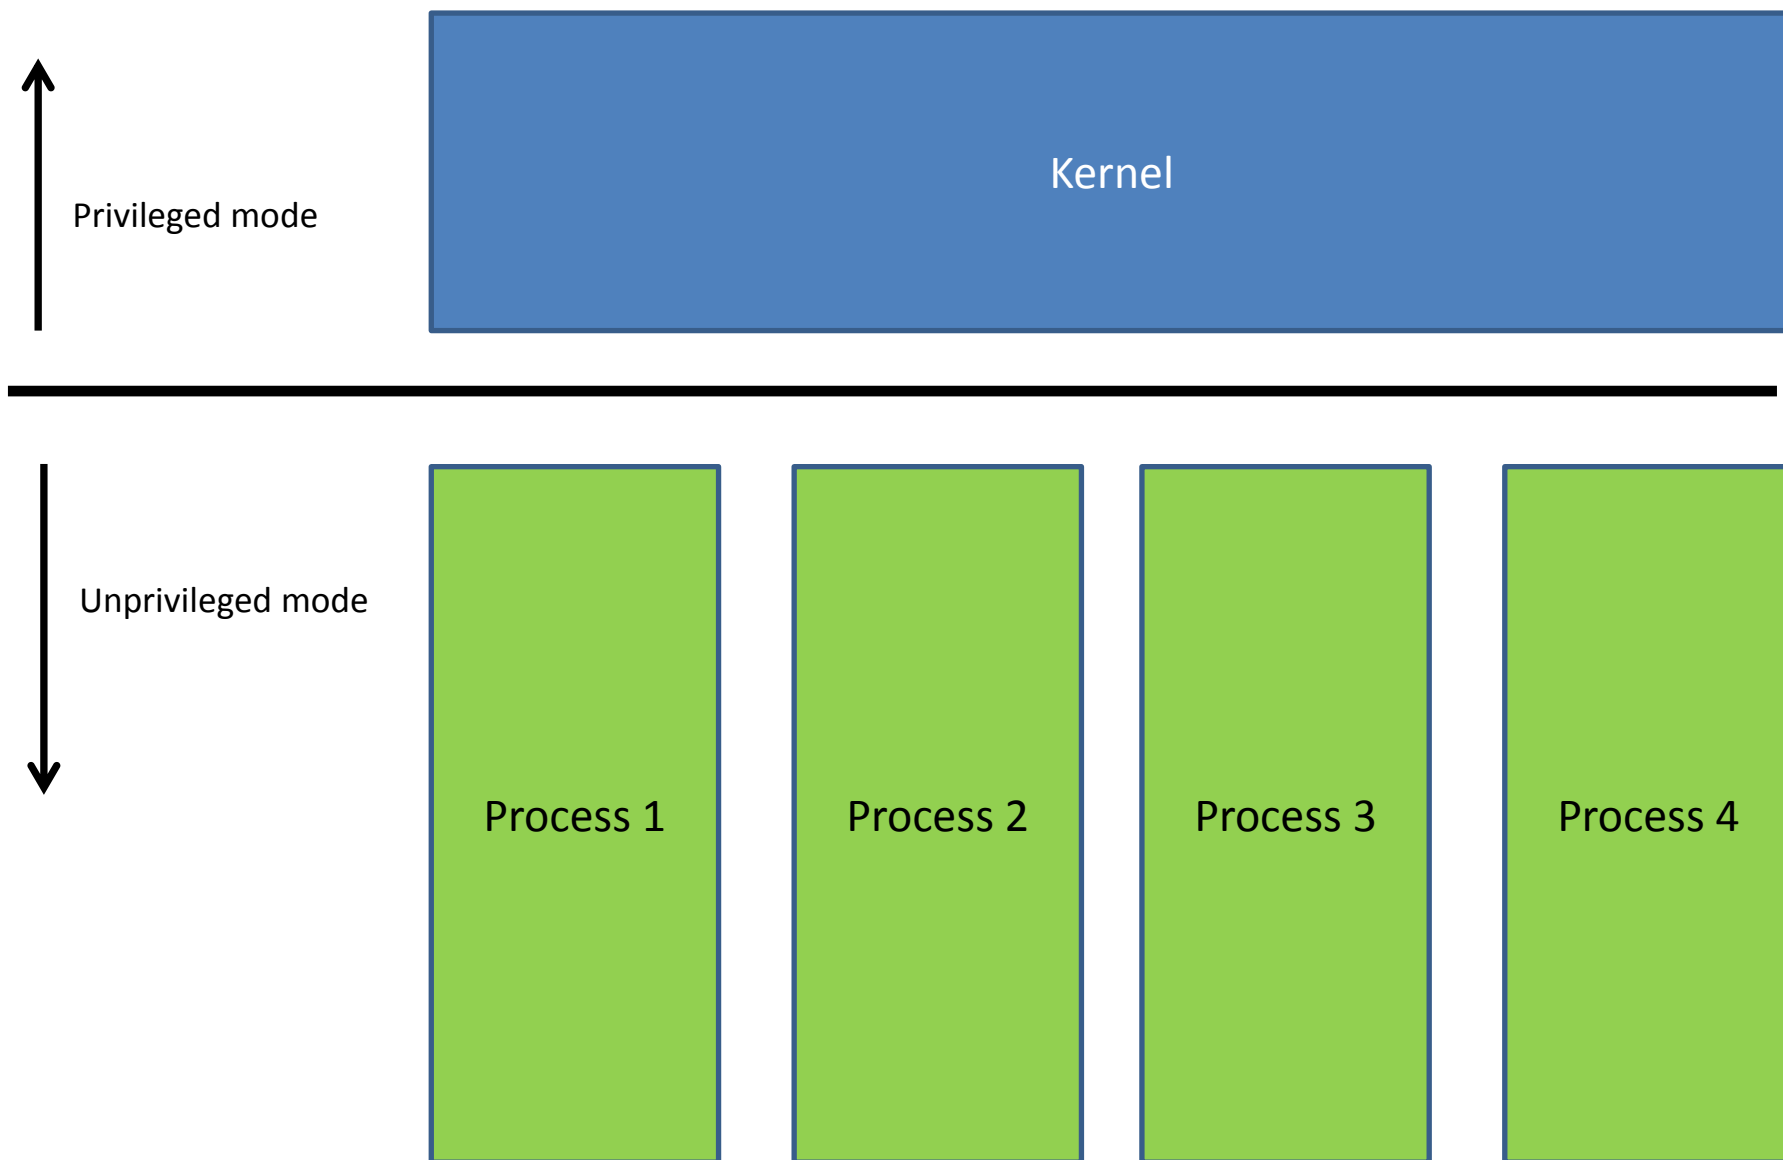 Kernel
Privileged mode
Unprivileged mode
Process 1
Process 2
Process 3
Process 4